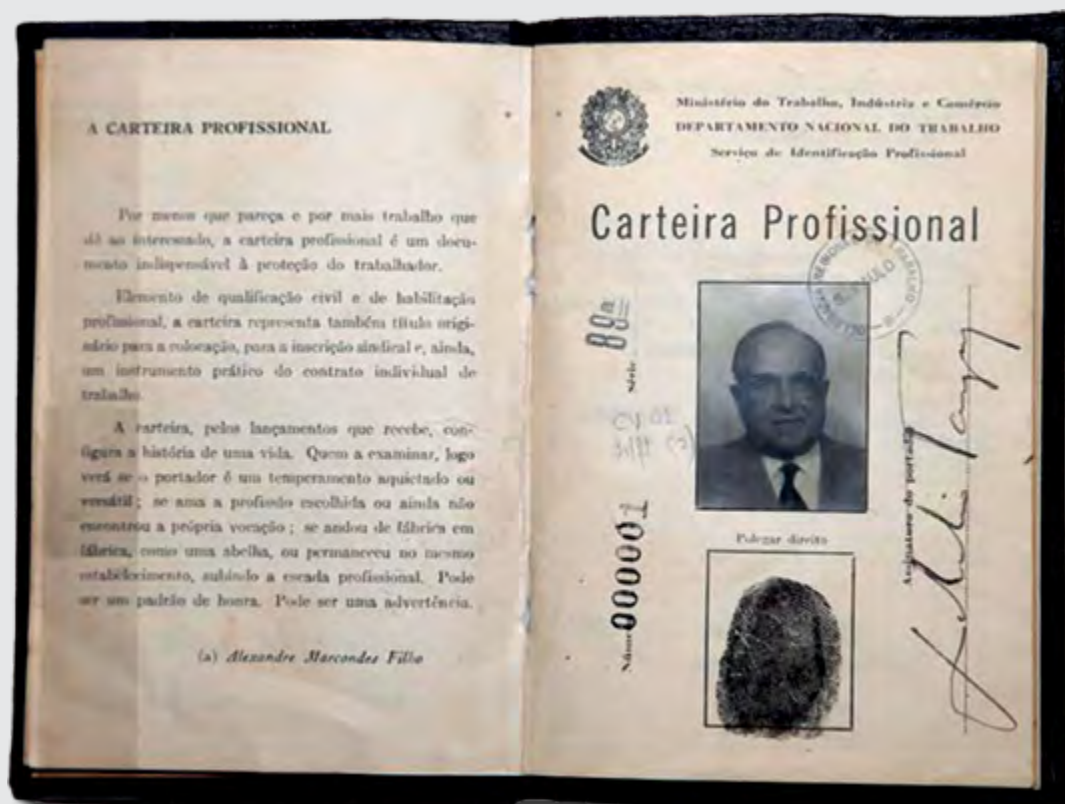 A CARTEIRA PROFISSIONAL
Por menos que pareça e por mais trabalho que
dê ao interessado, a carteira profissional é um docu-
mento indispensável à proteção do trabalhador.
Elemento de qualificação civil e de habilitação
profissional, a carteira representa também título origi-
nário para a colocação, para a inscrição sindical e, ainda,
um instrumento prático do contrato individual de
trabalho.
A carteira, pelos lançamentos que recebe, con-
figura a história de uma vida. Quem a examinar, logo
verá se o portador é um temperamento aquietado ou
versátil; se ama a profissão escolhida ou ainda não
encontrou a própria vocação; se andou de fábrica em
fábrica, como uma abelha, ou permaneceu no mesmo
estabelecimento, subindo a escada profissional. Pode
ser um padrão de honra. Pode ser uma advertência.
(a) Alexandre Marcondes Filho
Ministério do Trabalho, Indústria e Comércio
DEPARTAMENTO NACIONAL DO TRABALHO
Serviço de Identificação Profissional
Carteira Profissional
Série 88a
Número 000001
Polegar direito
Assinatura do portador